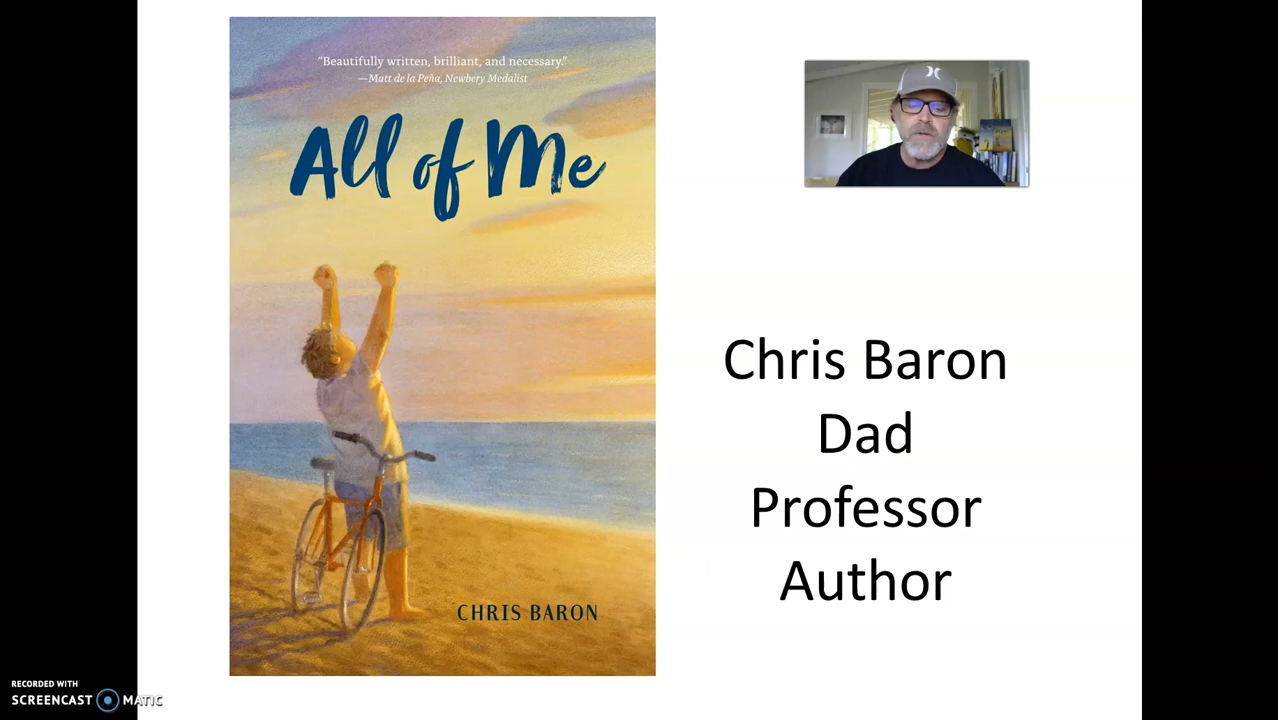 “Beautifully written, brilliant, and necessary.”
—Matt de la Peña, Newbery Medalist
All of Me
CHRIS BARON
Chris Baron
Dad
Professor
Author
RECORDED WITH
SCREENCAST MATIC